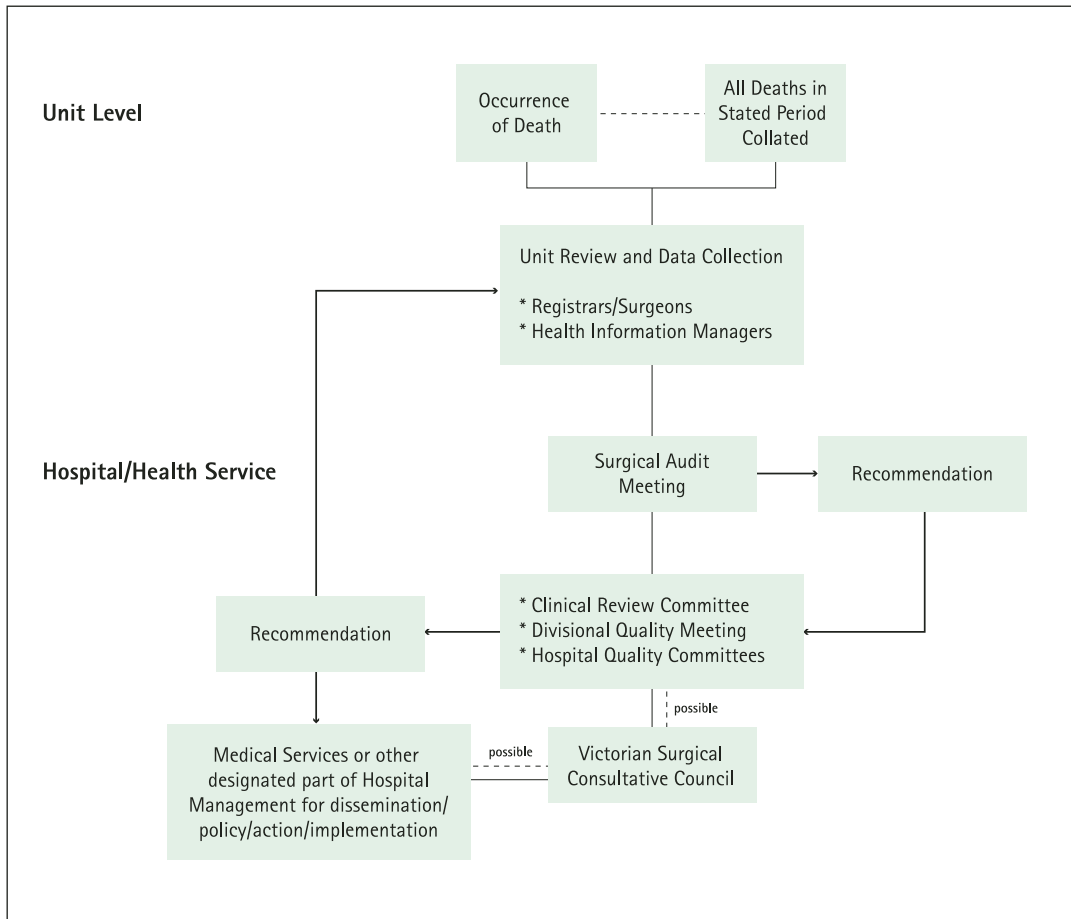 Unit Level
Occurrence
of Death
All Deaths in
Stated Period
Collated
Unit Review and Data Collection
* Registrars/Surgeons
* Health Information Managers
Hospital/Health Service
Surgical Audit
Meeting
Recommendation
Recommendation
* Clinical Review Committee
* Divisional Quality Meeting
* Hospital Quality Committees
possible
Medical Services or other
designated part of Hospital
Management for dissemination/
policy/action/implementation
possible
Victorian Surgical
Consultative Council